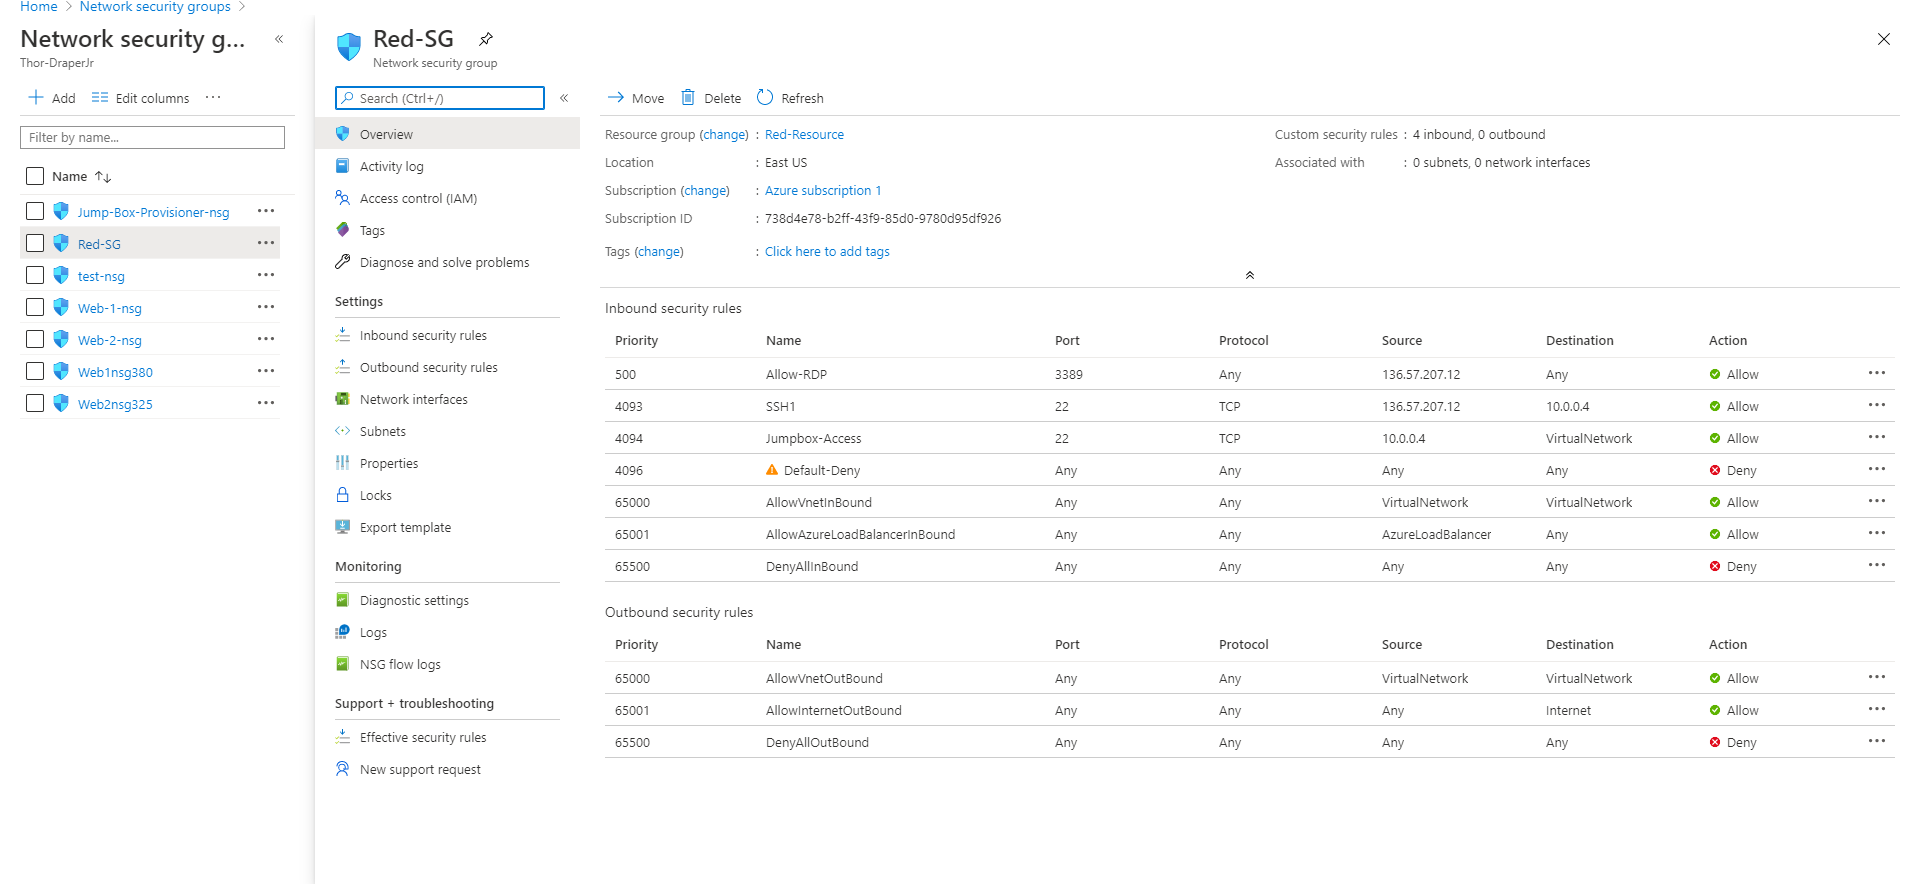 Home > Network security groups >
Network security g... «
Thor-DraperJr
Add Edit columns ...
Filter by name...
Name ↑↓
Jump-Box-Provisioner-nsg ...
Red-SG ...
test-nsg ...
Web-1-nsg ...
Web-2-nsg ...
Web1nsg380 ...
Web2nsg325 ...
Red-SG
Network security group
Search (Ctrl+/) «
Overview
Activity log
Access control (IAM)
Tags
Diagnose and solve problems
Settings
Inbound security rules
Outbound security rules
Network interfaces
Subnets
Properties
Locks
Export template
Monitoring
Diagnostic settings
Logs
NSG flow logs
Support + troubleshooting
Effective security rules
New support request
Move Delete Refresh
Resource group (change) : Red-Resource
Location : East US
Subscription (change) : Azure subscription 1
Subscription ID : 738d4e78-b2ff-43f9-85d0-9780d95df926
Tags (change) : Click here to add tags
Custom security rules : 4 inbound, 0 outbound
Associated with : 0 subnets, 0 network interfaces
Inbound security rules
Priority Name Port Protocol Source Destination Action
500 Allow-RDP 3389 Any 136.57.207.12 Any Allow ...
4093 SSH1 22 TCP 136.57.207.12 10.0.0.4 Allow ...
4094 Jumpbox-Access 22 TCP 10.0.0.4 VirtualNetwork Allow ...
4096 Default-Deny Any Any Any Any Deny ...
65000 AllowVnetInBound Any Any VirtualNetwork VirtualNetwork Allow ...
65001 AllowAzureLoadBalancerInBound Any Any AzureLoadBalancer Any Allow ...
65500 DenyAllInBound Any Any Any Any Deny ...
Outbound security rules
Priority Name Port Protocol Source Destination Action
65000 AllowVnetOutBound Any Any VirtualNetwork VirtualNetwork Allow ...
65001 AllowInternetOutBound Any Any Any Internet Allow ...
65500 DenyAllOutBound Any Any Any Any Deny ...